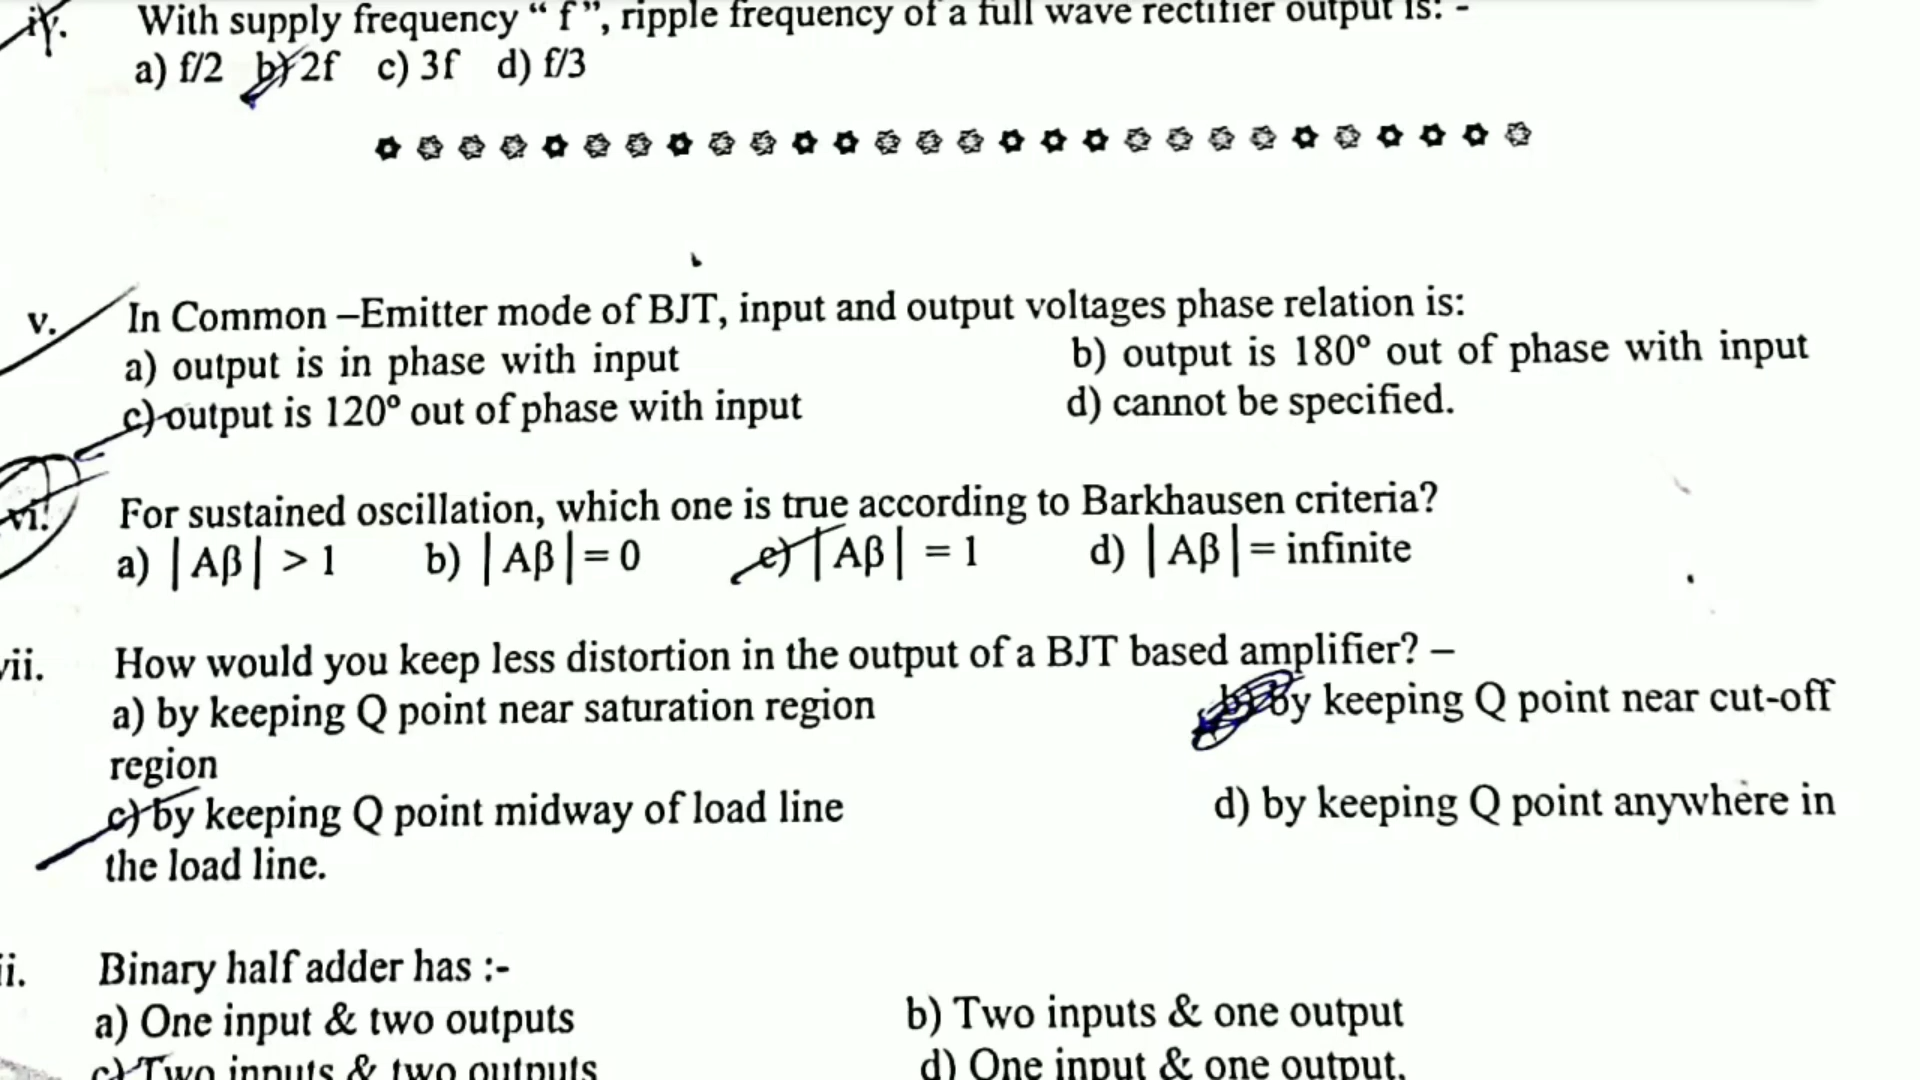 iv. With supply frequency “ f ”, ripple frequency of a full wave rectifier output is: -
a) f/2 b) 2f c) 3f d) f/3
v. In Common –Emitter mode of BJT, input and output voltages phase relation is:
a) output is in phase with input b) output is 180° out of phase with input
c) output is 120° out of phase with input d) cannot be specified.
vi. For sustained oscillation, which one is true according to Barkhausen criteria?
a) | Aβ | > 1 b) | Aβ | = 0 c) | Aβ | = 1 d) | Aβ | = infinite
vii. How would you keep less distortion in the output of a BJT based amplifier? –
a) by keeping Q point near saturation region b) by keeping Q point near cut-off
region
c) by keeping Q point midway of load line d) by keeping Q point anywhere in
the load line.
ii. Binary half adder has :-
a) One input & two outputs b) Two inputs & one output
c) Two inputs & two outputs d) One input & one output.